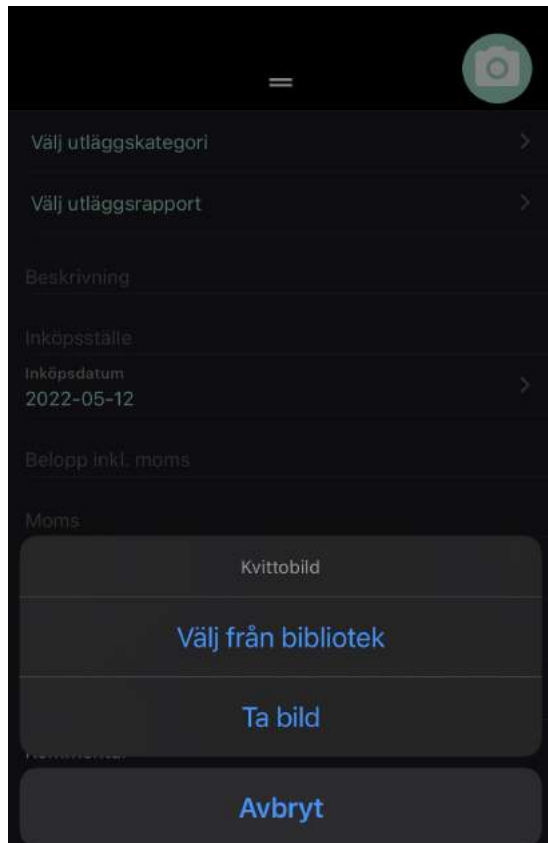 Välj utläggskategori
Välj utläggsrapport
Beskrivning
Inköpsställe
Inköpsdatum
2022-05-12
Belopp inkl. moms
Moms
Kvittobild
Välj från bibliotek
Ta bild
Kommentar
Avbryt